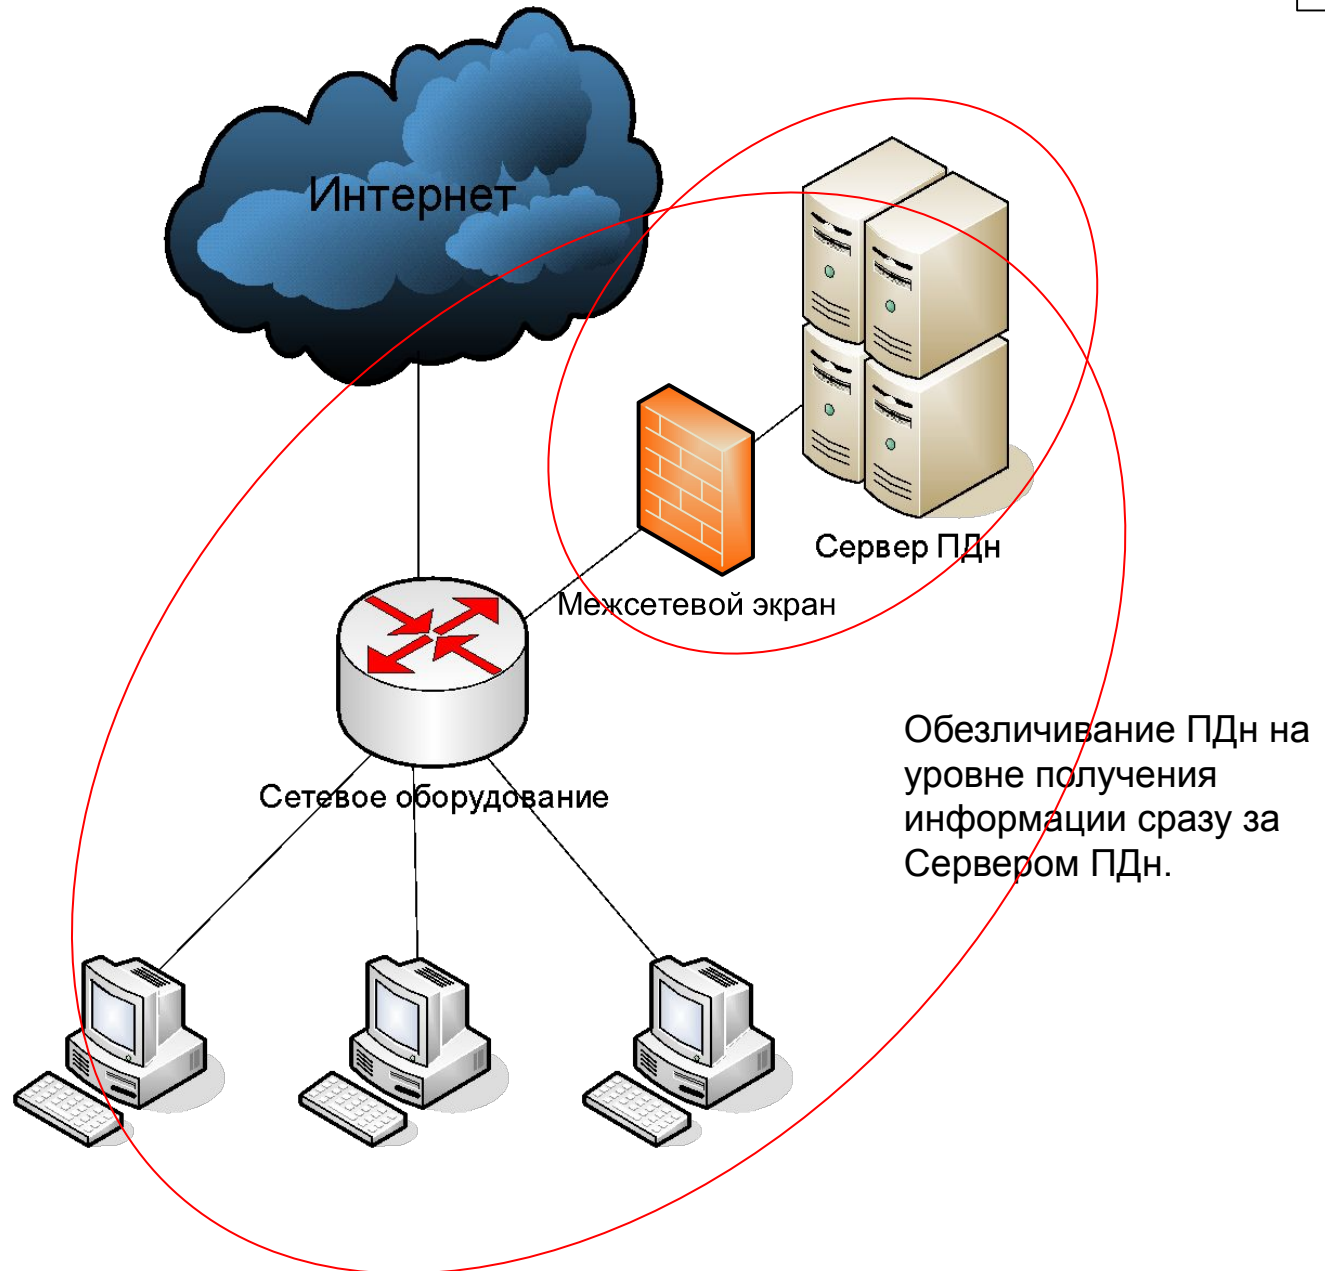 Интернет
Сервер ПДн
Межсетевой экран
Обезличивание ПДн на
уровне получения
информации сразу за
Сервером ПДн.
Сетевое оборудование